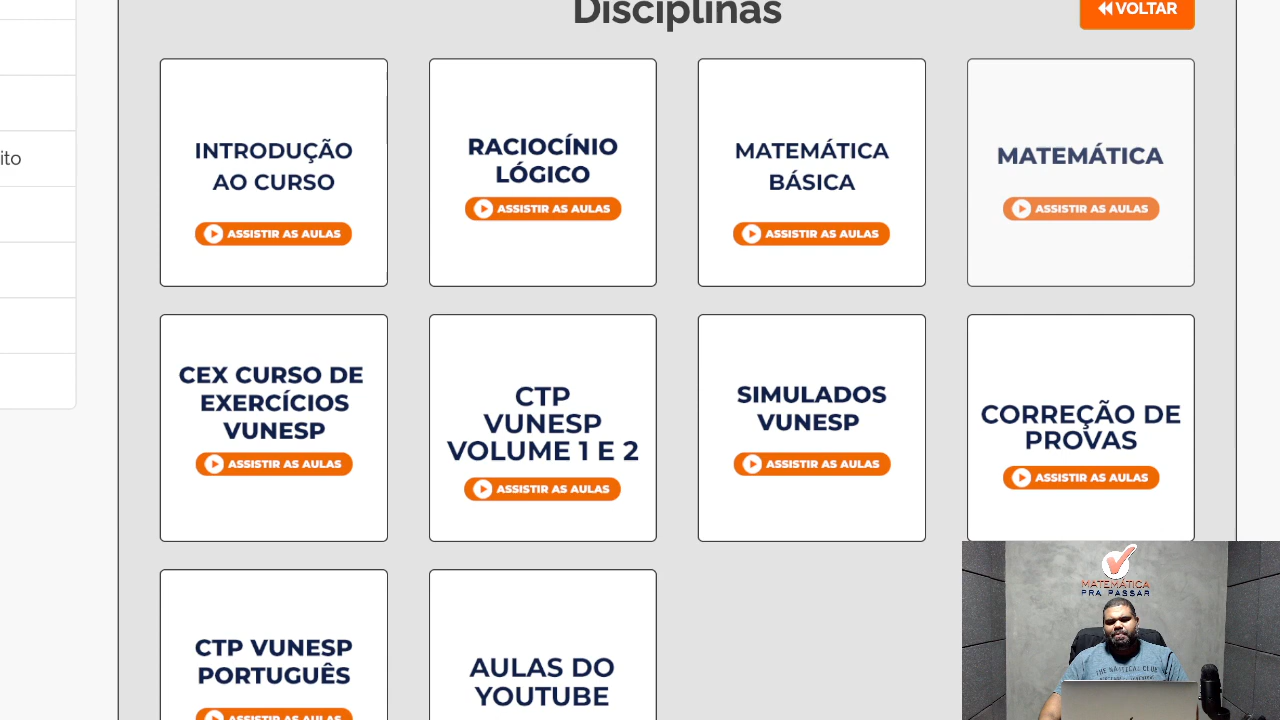 Disciplinas
VOLTAR
ito
INTRODUÇÃO
AO CURSO
ASSISTIR AS AULAS
RACIOCÍNIO
LÓGICO
ASSISTIR AS AULAS
MATEMÁTICA
BÁSICA
ASSISTIR AS AULAS
MATEMÁTICA
ASSISTIR AS AULAS
CEX CURSO DE
EXERCÍCIOS
VUNESP
ASSISTIR AS AULAS
CTP
VUNESP
VOLUME 1 E 2
ASSISTIR AS AULAS
SIMULADOS
VUNESP
ASSISTIR AS AULAS
CORREÇÃO DE
PROVAS
ASSISTIR AS AULAS
CTP VUNESP
PORTUGUÊS
ASSISTIR AS AULAS
AULAS DO
YOUTUBE
MATEMÁTICA
PRA PASSAR